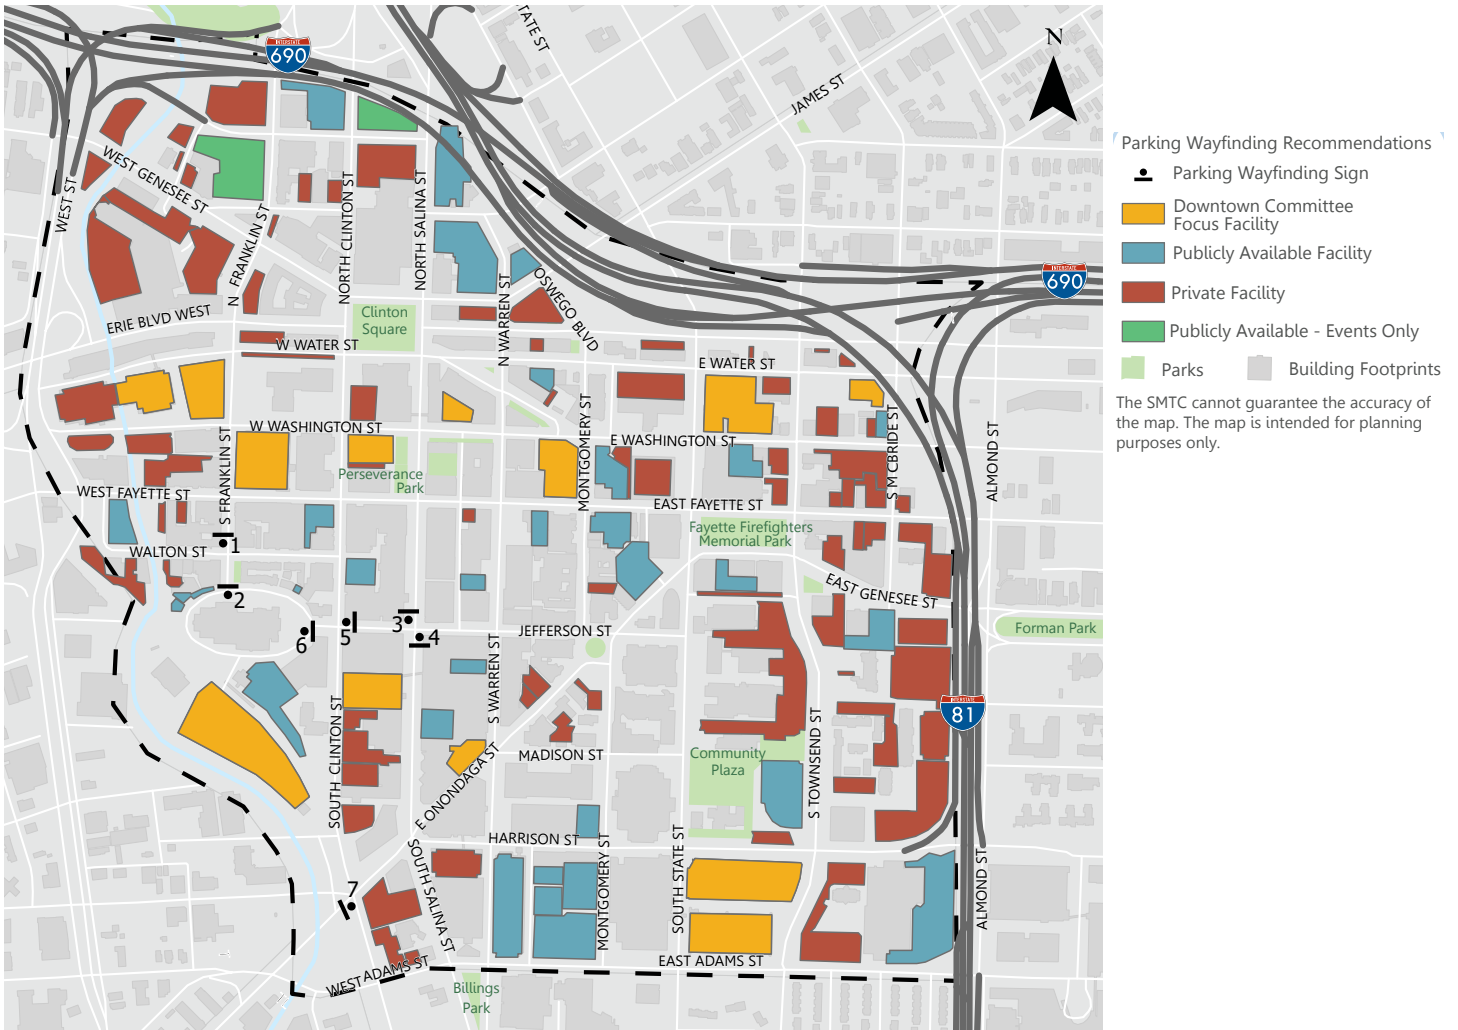 STATE ST
N
INTERSTATE
690
JAMES ST
WEST GENESEE ST
WEST ST
N FRANKLIN ST
NORTH CLINTON ST
NORTH SALINA ST
INTERSTATE
690
OSWEGO BLVD
N WARREN ST
ERIE BLVD WEST
Clinton
Square
W WATER ST
E WATER ST
W WASHINGTON ST
E WASHINGTON ST
MONTGOMERY ST
S MCBRIDE ST
ALMOND ST
S FRANKLIN ST
Perseverance
Park
WEST FAYETTE ST
EAST FAYETTE ST
Fayette Firefighters
Memorial Park
WALTON ST
1
2
3
4
5
6
EAST GENESEE ST
JEFFERSON ST
Forman Park
S WARREN ST
SOUTH CLINTON ST
INTERSTATE
81
S TOWNSEND ST
MADISON ST
Community
Plaza
E ONONDAGA ST
HARRISON ST
SOUTH SALINA ST
MONTGOMERY ST
SOUTH STATE ST
ALMOND ST
7
WEST ADAMS ST
EAST ADAMS ST
Billings
Park
Parking Wayfinding Recommendations
Parking Wayfinding Sign
Downtown Committee
Focus Facility
Publicly Available Facility
Private Facility
Publicly Available - Events Only
Parks
Building Footprints
The SMTC cannot guarantee the accuracy of
the map. The map is intended for planning
purposes only.